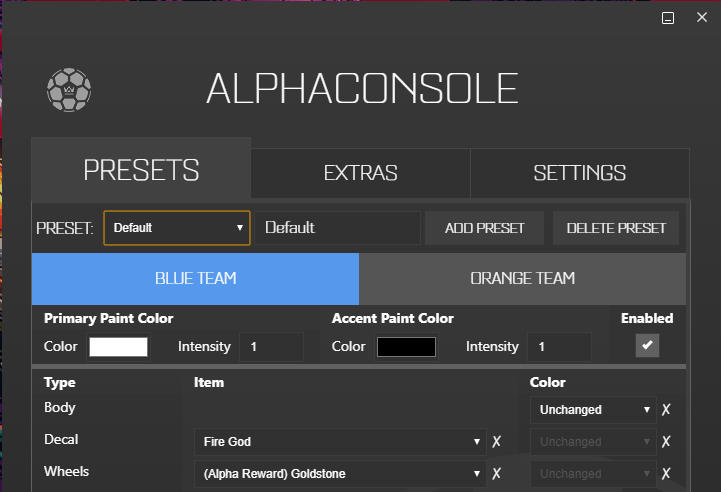 ALPHACONSOLE
PRESETS EXTRAS SETTINGS
PRESET: Default Default ADD PRESET DELETE PRESET
BLUE TEAM ORANGE TEAM
Primary Paint Color Accent Paint Color Enabled
Color Intensity 1 Color Intensity 1
Type Item Color
Body Unchanged
Decal Fire God Unchanged
Wheels (Alpha Reward) Goldstone Unchanged